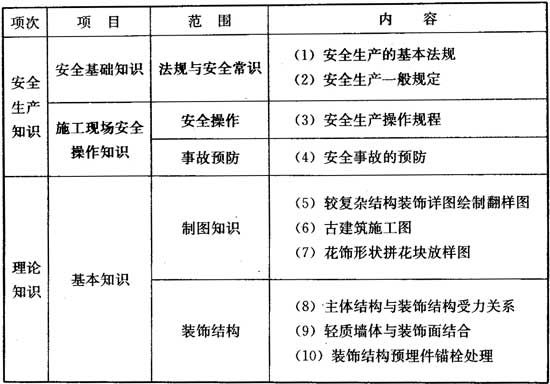 项次 项目 范围 内容
安全生产知识 安全基础知识 法规与安全常识 (1) 安全生产的基本法规
(2) 安全生产一般规定
施工现场安全操作知识 安全操作 (3) 安全生产操作规程
事故预防 (4) 安全事故的预防
理论知识 基本知识 制图知识 (5) 较复杂结构装饰详图绘制翻样图
(6) 古建筑施工图
(7) 花饰形状拼花块放样图
装饰结构 (8) 主体结构与装饰结构受力关系
(9) 轻质墙体与装饰面结合
(10) 装饰结构预埋件锚栓处理